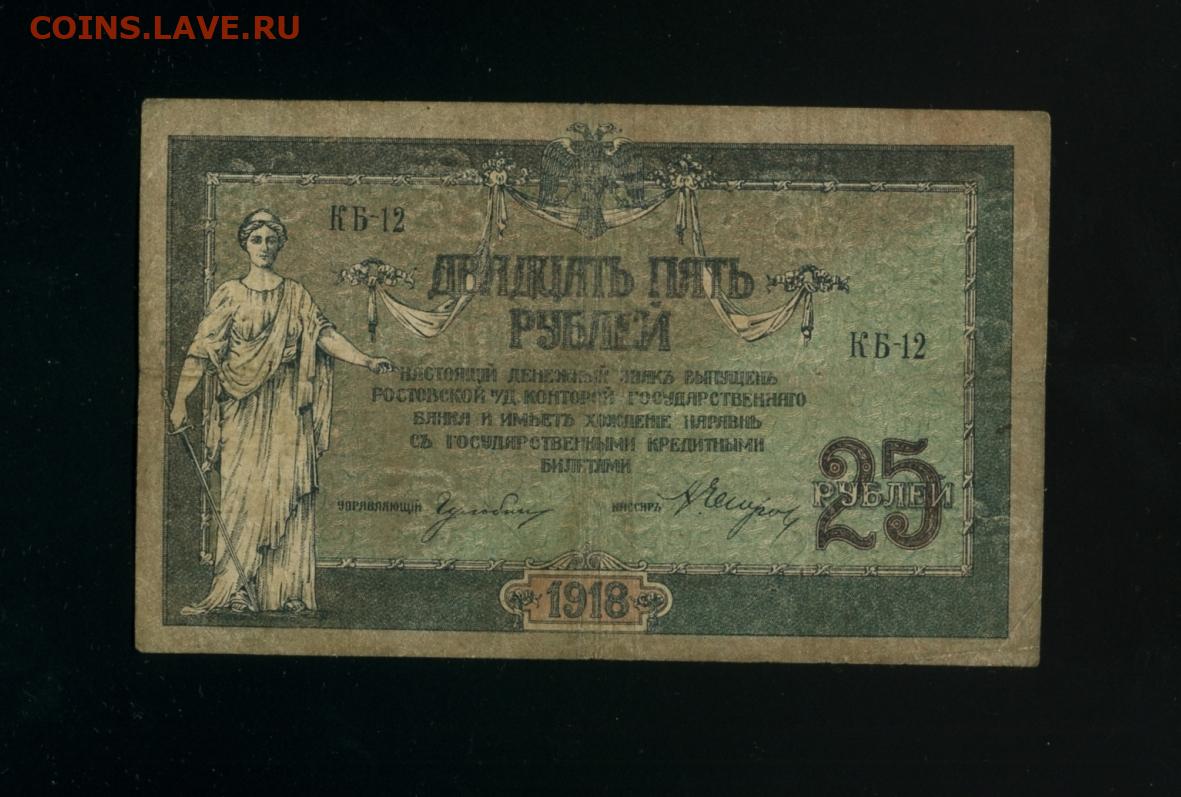 COINS.LAVE.RU
КБ-12
ДВАДЦАТЬ ПЯТЬ
РУБЛЕЙ
КБ-12
НАСТОЯЩІЙ ДЕНЕЖНЫЙ ЗНАКЪ ВЫПУЩЕНЪ
РОСТОВСКОЙ Н/Д. КОНТОРОЙ ГОСУДАРСТВЕННАГО
БАНКА И ИМѢЕТЪ ХОЖДЕНІЕ НАРАВНѢ
СЪ ГОСУДАРСТВЕННЫМИ КРЕДИТНЫМИ
БИЛЕТАМИ
25
РУБЛЕЙ
УПРАВЛЯЮЩІЙ
КАССИРЪ
1918